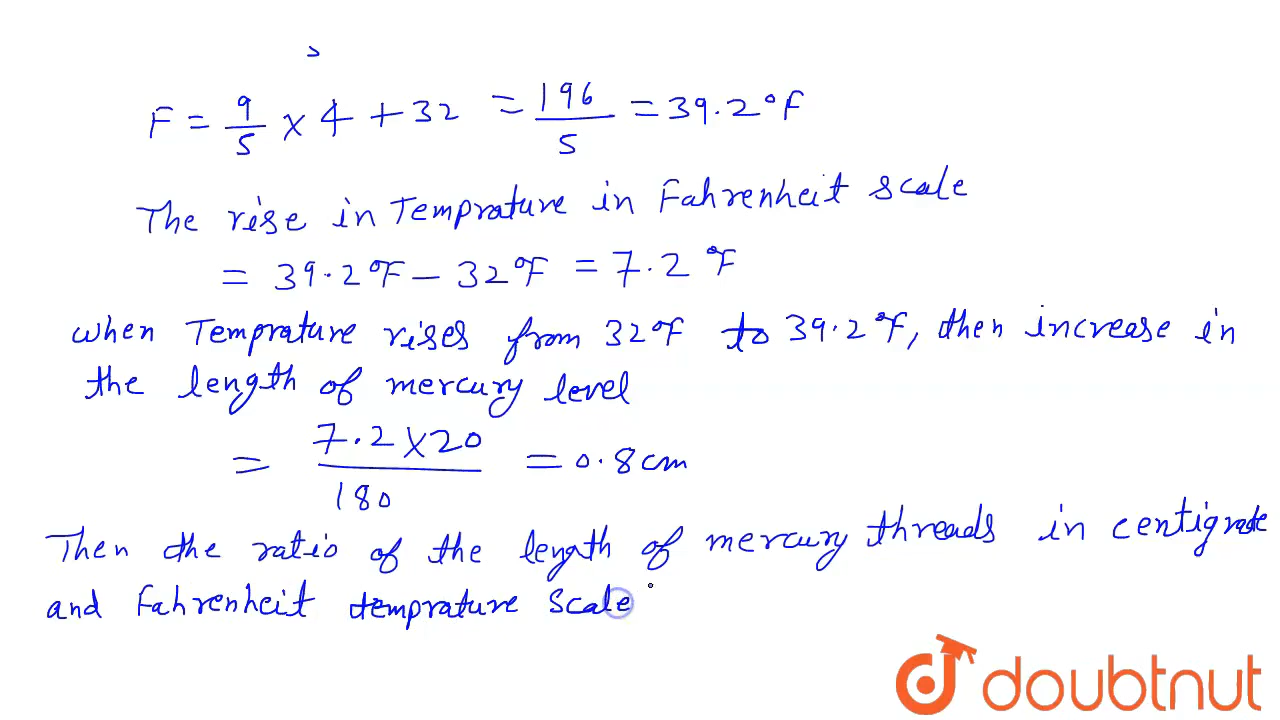 F = 9/5 × 4 + 32 = 196/5 = 39.2°F
The rise in Temprature in Fahrenheit scale
= 39.2°F - 32°F = 7.2 °F
when Temprature rises from 32°F to 39.2°F, then increase in
the length of mercury level
= 7.2 × 20 / 180 = 0.8 cm
Then the ratio of the length of mercury threads in centigrade
and Fahrenheit temprature scale
doubtnut